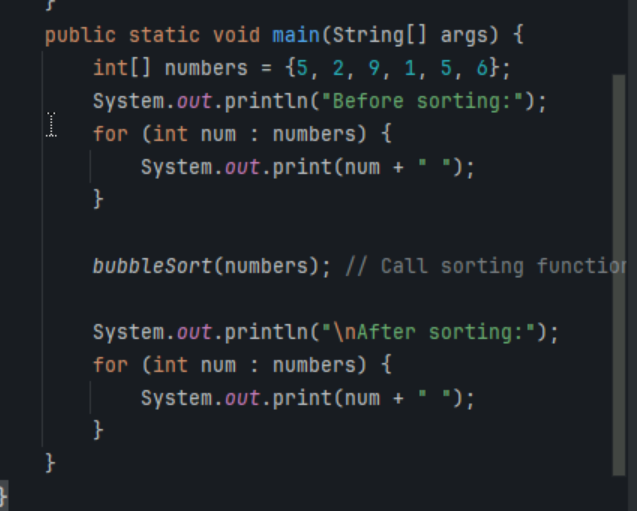 }
public static void main(String[] args) {
int[] numbers = {5, 2, 9, 1, 5, 6};
System.out.println("Before sorting:");
for (int num : numbers) {
System.out.print(num + " ");
}
bubbleSort(numbers); // Call sorting function
System.out.println("\nAfter sorting:");
for (int num : numbers) {
System.out.print(num + " ");
}
}
}